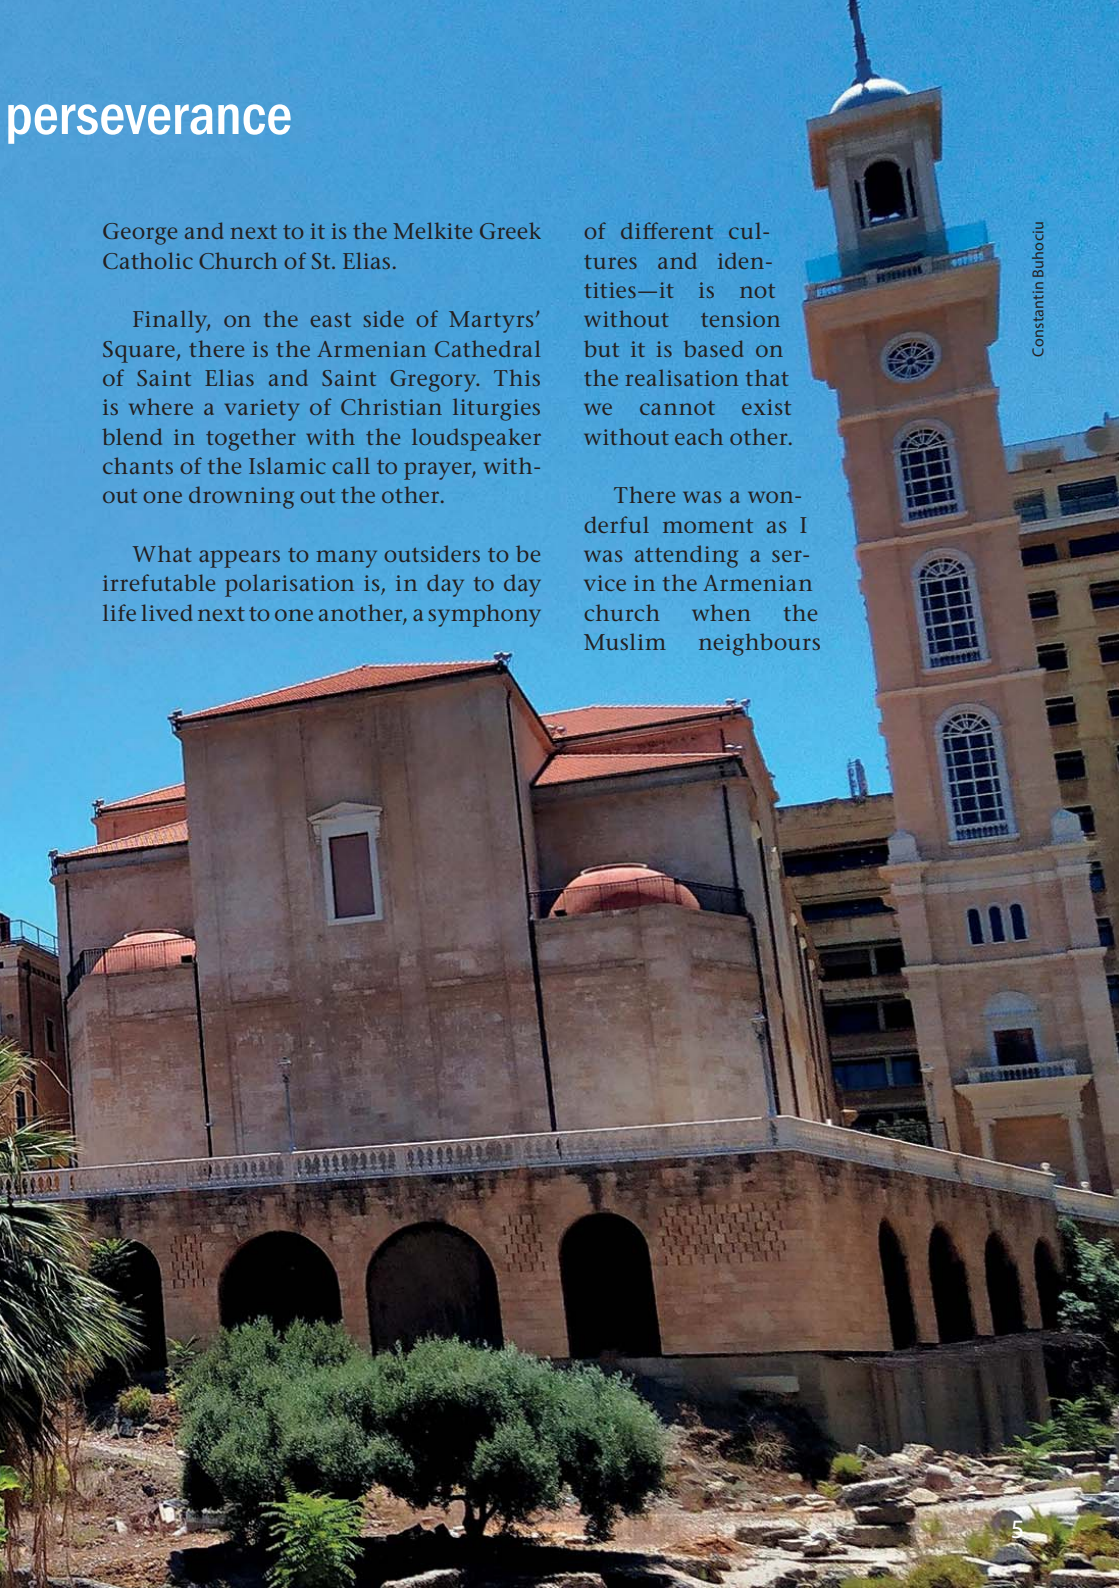 perseverance
George and next to it is the Melkite Greek
Catholic Church of St. Elias.
Finally, on the east side of Martyrs’
Square, there is the Armenian Cathedral
of Saint Elias and Saint Gregory. This
is where a variety of Christian liturgies
blend in together with the loudspeaker
chants of the Islamic call to prayer, with-
out one drowning out the other.
What appears to many outsiders to be
irrefutable polarisation is, in day to day
life lived next to one another, a symphony
of different cul-
tures and iden-
tities—it is not
without tension
but it is based on
the realisation that
we cannot exist
without each other.
There was a won-
derful moment as I
was attending a ser-
vice in the Armenian
church when the
Muslim neighbours
Constantin Buhociu
5